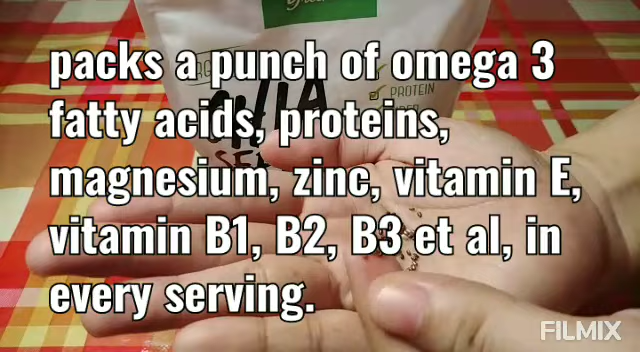 packs a punch of omega 3
fatty acids, proteins,
magnesium, zinc, vitamin E,
vitamin B1, B2, B3 et al, in
every serving.
CHIA
PROTEIN
FILMIX